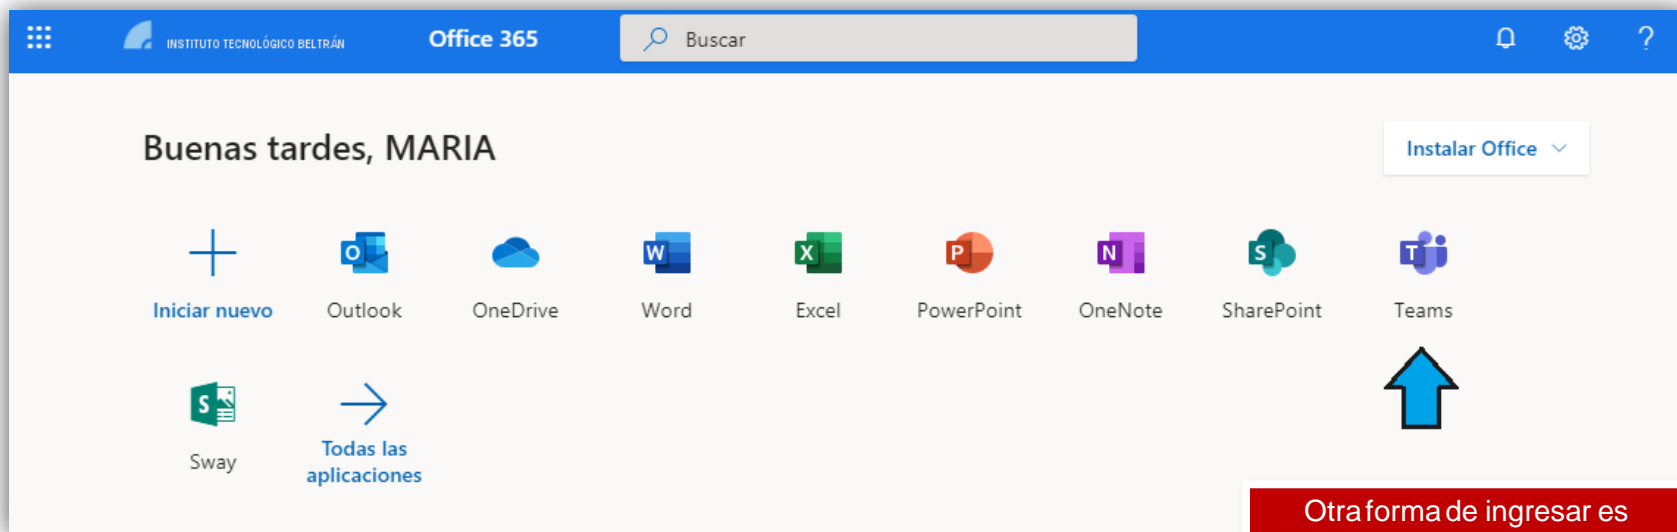 INSTITUTO TECNOLÓGICO BELTRÁN Office 365 Buscar ?
Buenas tardes, MARIA Instalar Office
Iniciar nuevo Outlook OneDrive Word Excel PowerPoint OneNote SharePoint Teams
Sway Todas las
aplicaciones
Otra forma de ingresar es